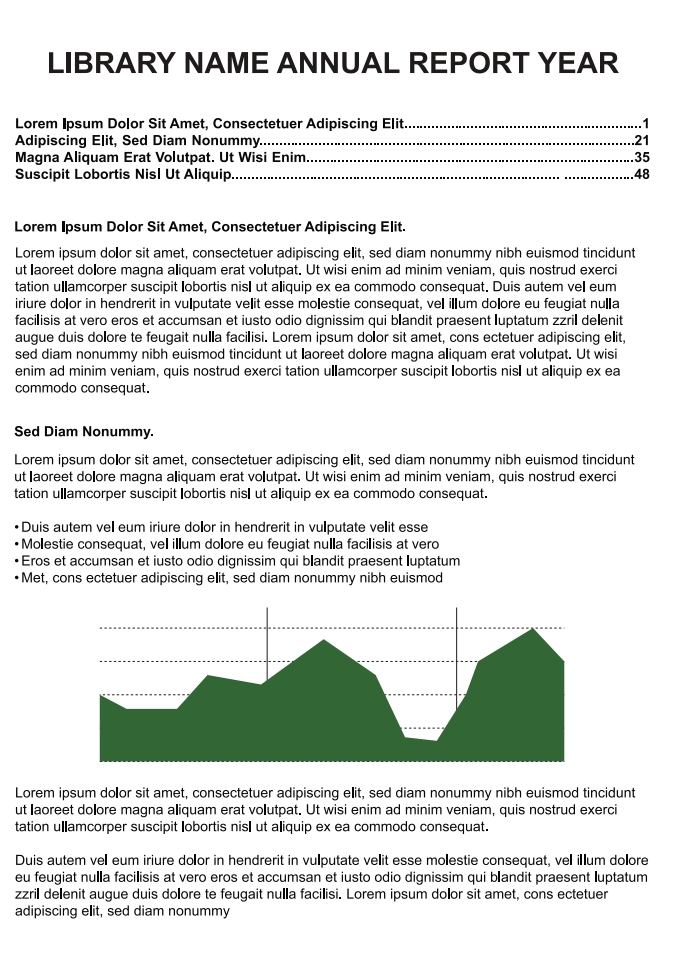 LIBRARY NAME ANNUAL REPORT YEAR
Lorem Ipsum Dolor Sit Amet, Consectetuer Adipiscing Elit..........................................................1
Adipiscing Elit, Sed Diam Nonummy............................................................................................21
Magna Aliquam Erat Volutpat. Ut Wisi Enim................................................................................35
Suscipit Lobortis Nisl Ut Aliquip................................................................................ .................48
Lorem Ipsum Dolor Sit Amet, Consectetuer Adipiscing Elit.
Lorem ipsum dolor sit amet, consectetuer adipiscing elit, sed diam nonummy nibh euismod tincidunt
ut laoreet dolore magna aliquam erat volutpat. Ut wisi enim ad minim veniam, quis nostrud exerci
tation ullamcorper suscipit lobortis nisl ut aliquip ex ea commodo consequat. Duis autem vel eum
iriure dolor in hendrerit in vulputate velit esse molestie consequat, vel illum dolore eu feugiat nulla
facilisis at vero eros et accumsan et iusto odio dignissim qui blandit praesent luptatum zzril delenit
augue duis dolore te feugait nulla facilisi. Lorem ipsum dolor sit amet, cons ectetuer adipiscing elit,
sed diam nonummy nibh euismod tincidunt ut laoreet dolore magna aliquam erat volutpat. Ut wisi
enim ad minim veniam, quis nostrud exerci tation ullamcorper suscipit lobortis nisl ut aliquip ex ea
commodo consequat.
Sed Diam Nonummy.
Lorem ipsum dolor sit amet, consectetuer adipiscing elit, sed diam nonummy nibh euismod tincidunt
ut laoreet dolore magna aliquam erat volutpat. Ut wisi enim ad minim veniam, quis nostrud exerci
tation ullamcorper suscipit lobortis nisl ut aliquip ex ea commodo consequat.
• Duis autem vel eum iriure dolor in hendrerit in vulputate velit esse
• Molestie consequat, vel illum dolore eu feugiat nulla facilisis at vero
• Eros et accumsan et iusto odio dignissim qui blandit praesent luptatum
• Met, cons ectetuer adipiscing elit, sed diam nonummy nibh euismod
Lorem ipsum dolor sit amet, consectetuer adipiscing elit, sed diam nonummy nibh euismod tincidunt
ut laoreet dolore magna aliquam erat volutpat. Ut wisi enim ad minim veniam, quis nostrud exerci
tation ullamcorper suscipit lobortis nisl ut aliquip ex ea commodo consequat.
Duis autem vel eum iriure dolor in hendrerit in vulputate velit esse molestie consequat, vel illum dolore
eu feugiat nulla facilisis at vero eros et accumsan et iusto odio dignissim qui blandit praesent luptatum
zzril delenit augue duis dolore te feugait nulla facilisi. Lorem ipsum dolor sit amet, cons ectetuer
adipiscing elit, sed diam nonummy